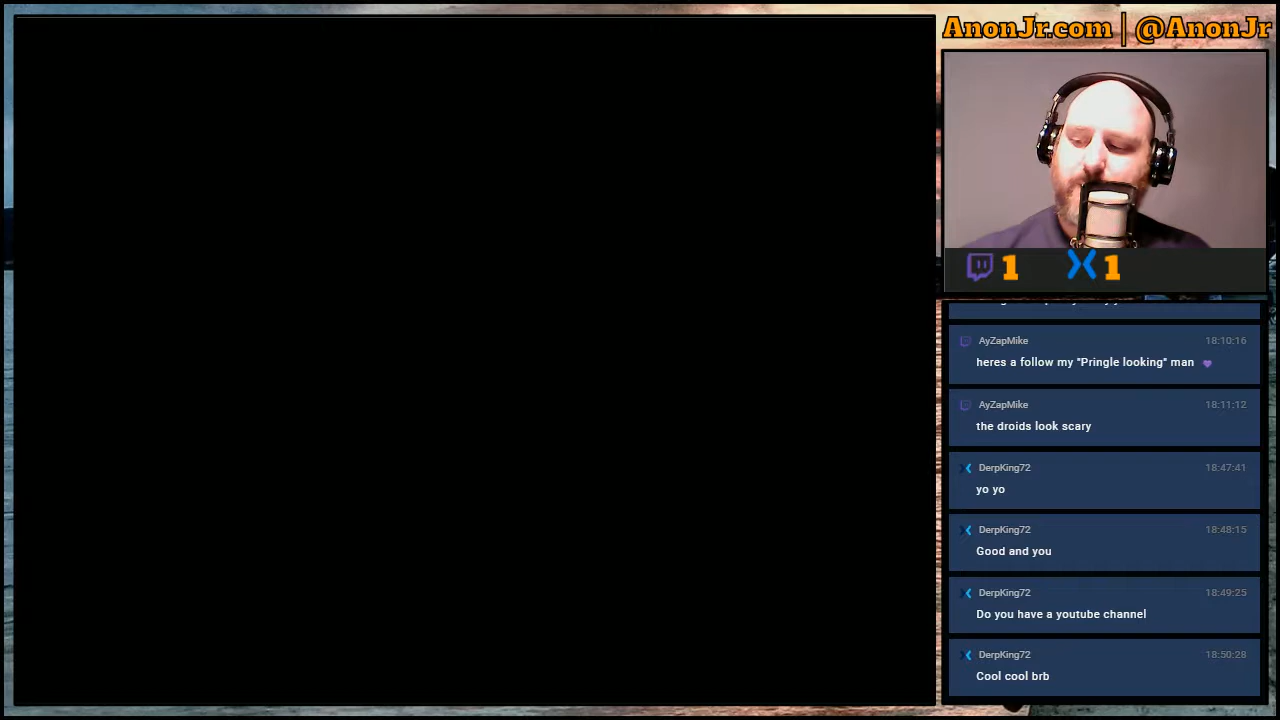 AnonJr.com | @AnonJr
1 1
AyZapMike 18:10:16
heres a follow my "Pringle looking" man
AyZapMike 18:11:12
the droids look scary
DerpKing72 18:47:41
yo yo
DerpKing72 18:48:15
Good and you
DerpKing72 18:49:25
Do you have a youtube channel
DerpKing72 18:50:28
Cool cool brb